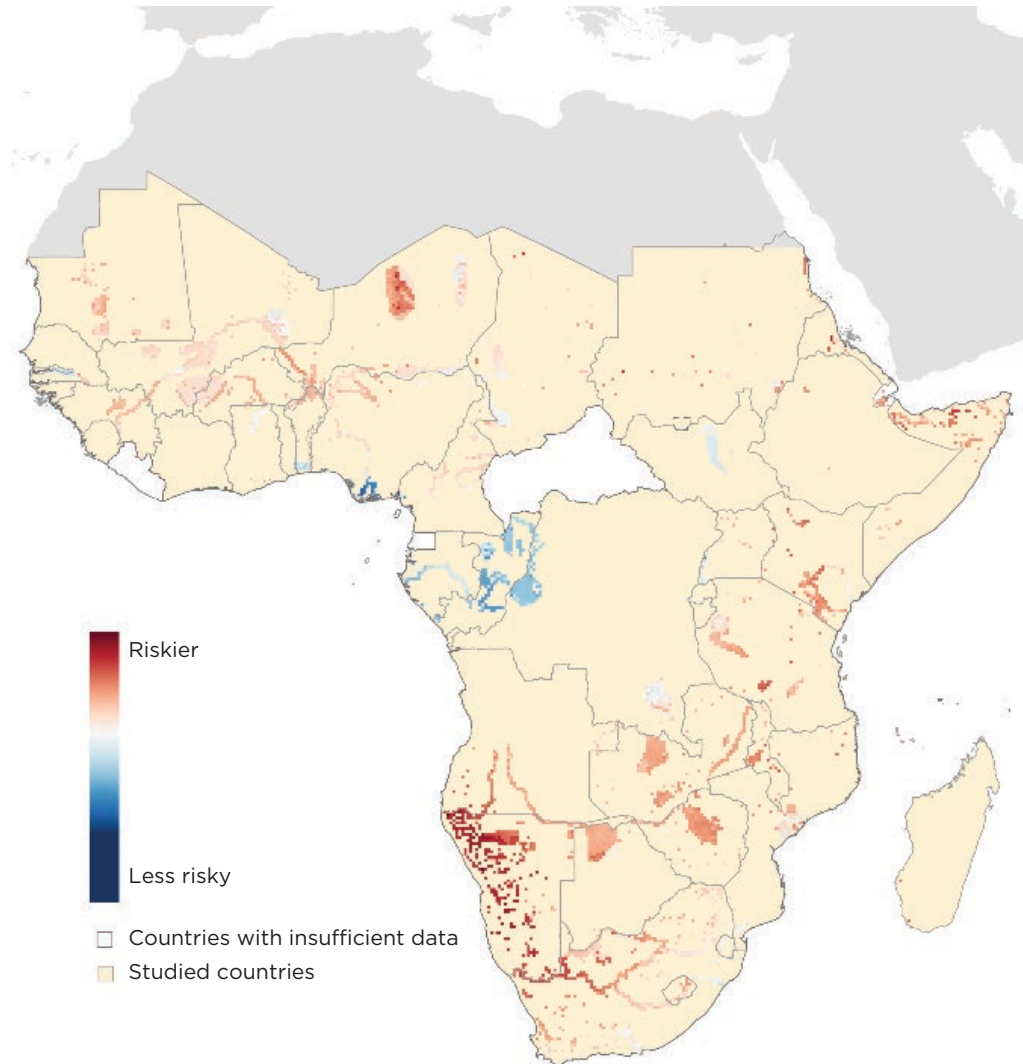 Riskier
Less risky
Countries with insufficient data
Studied countries